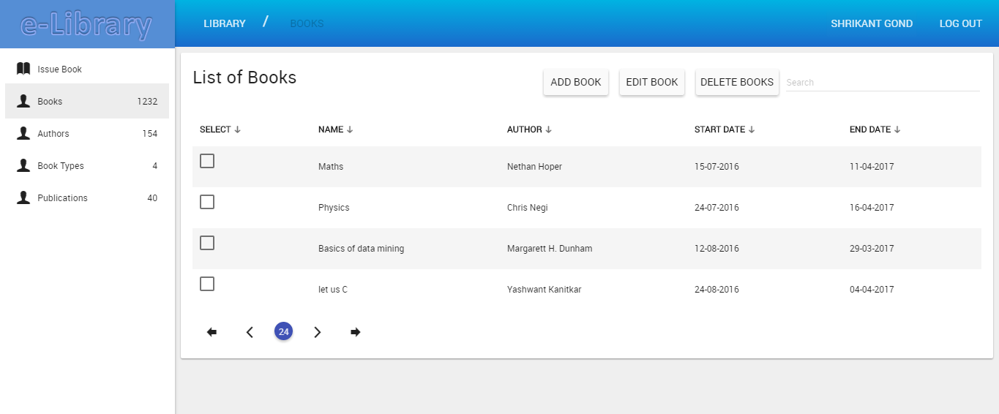 e-Library
LIBRARY / BOOKS SHRIKANT GOND LOG OUT
Issue Book
Books 1232
Authors 154
Book Types 4
Publications 40
List of Books
ADD BOOK EDIT BOOK DELETE BOOKS Search
SELECT NAME AUTHOR START DATE END DATE
Maths Nethan Hoper 15-07-2016 11-04-2017
Physics Chris Negi 24-07-2016 16-04-2017
Basics of data mining Margarett H. Dunham 12-08-2016 29-03-2017
let us C Yashwant Kanitkar 24-08-2016 04-04-2017
24